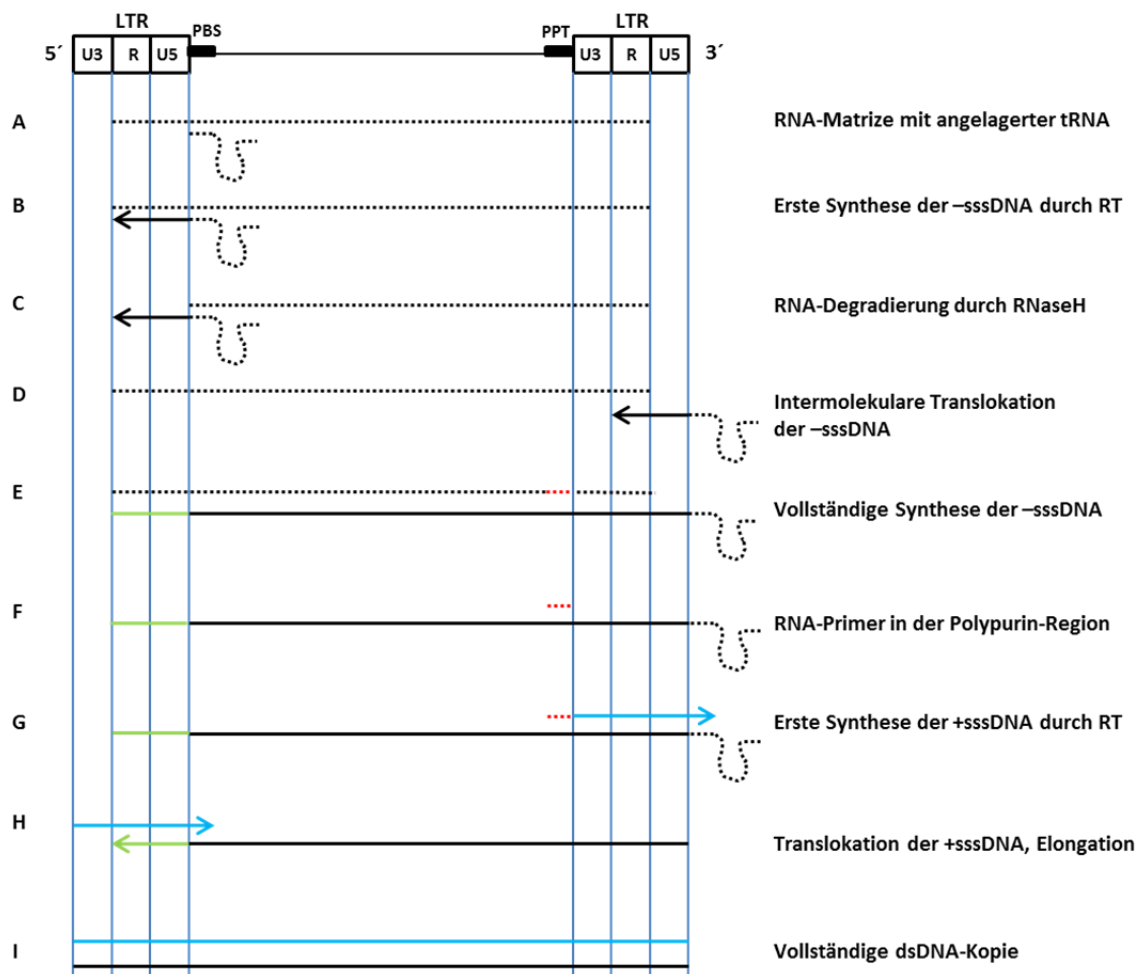 LTR LTR
PBS PPT
5´ U3 R U5 U3 R U5 3´
A RNA-Matrize mit angelagerter tRNA
B Erste Synthese der –sssDNA durch RT
C RNA-Degradierung durch RNaseH
D Intermolekulare Translokation
der –sssDNA
E Vollständige Synthese der –sssDNA
F RNA-Primer in der Polypurin-Region
G Erste Synthese der +sssDNA durch RT
H Translokation der +sssDNA, Elongation
I Vollständige dsDNA-Kopie